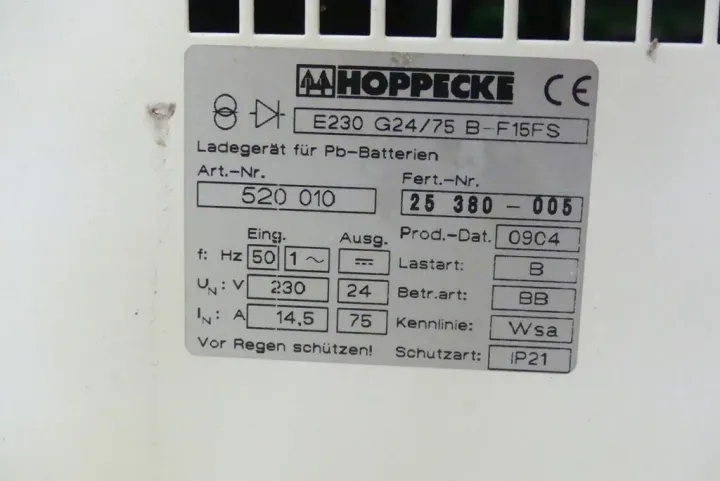 HOPPECKE CE
E230 G24/75 B-F15FS
Ladegerät für Pb-Batterien
Art.-Nr. Fert.-Nr.
520 010 25 380-005
Eing. Ausg. Prod.-Dat. 0904
f: Hz 50 1~ ⎓ Lastart: B
UN: V 230 24 Betr.art: BB
IN: A 14.5 75 Kennlinie: Wsa
Vor Regen schützen! Schutzart: IP21